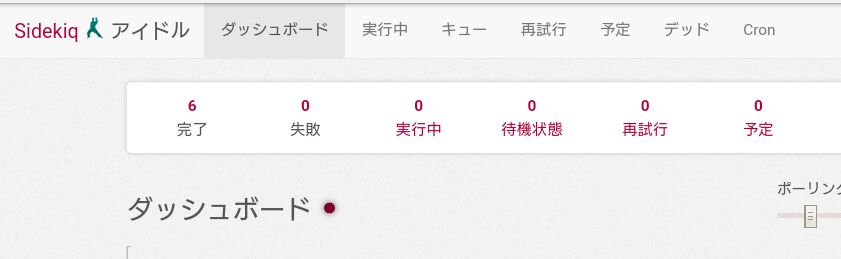 Sidekiq アイドル ダッシュボード 実行中 キュー 再試行 予定 デッド Cron
6 0 0 0 0 0
完了 失敗 実行中 待機状態 再試行 予定
ポーリング
ダッシュボード